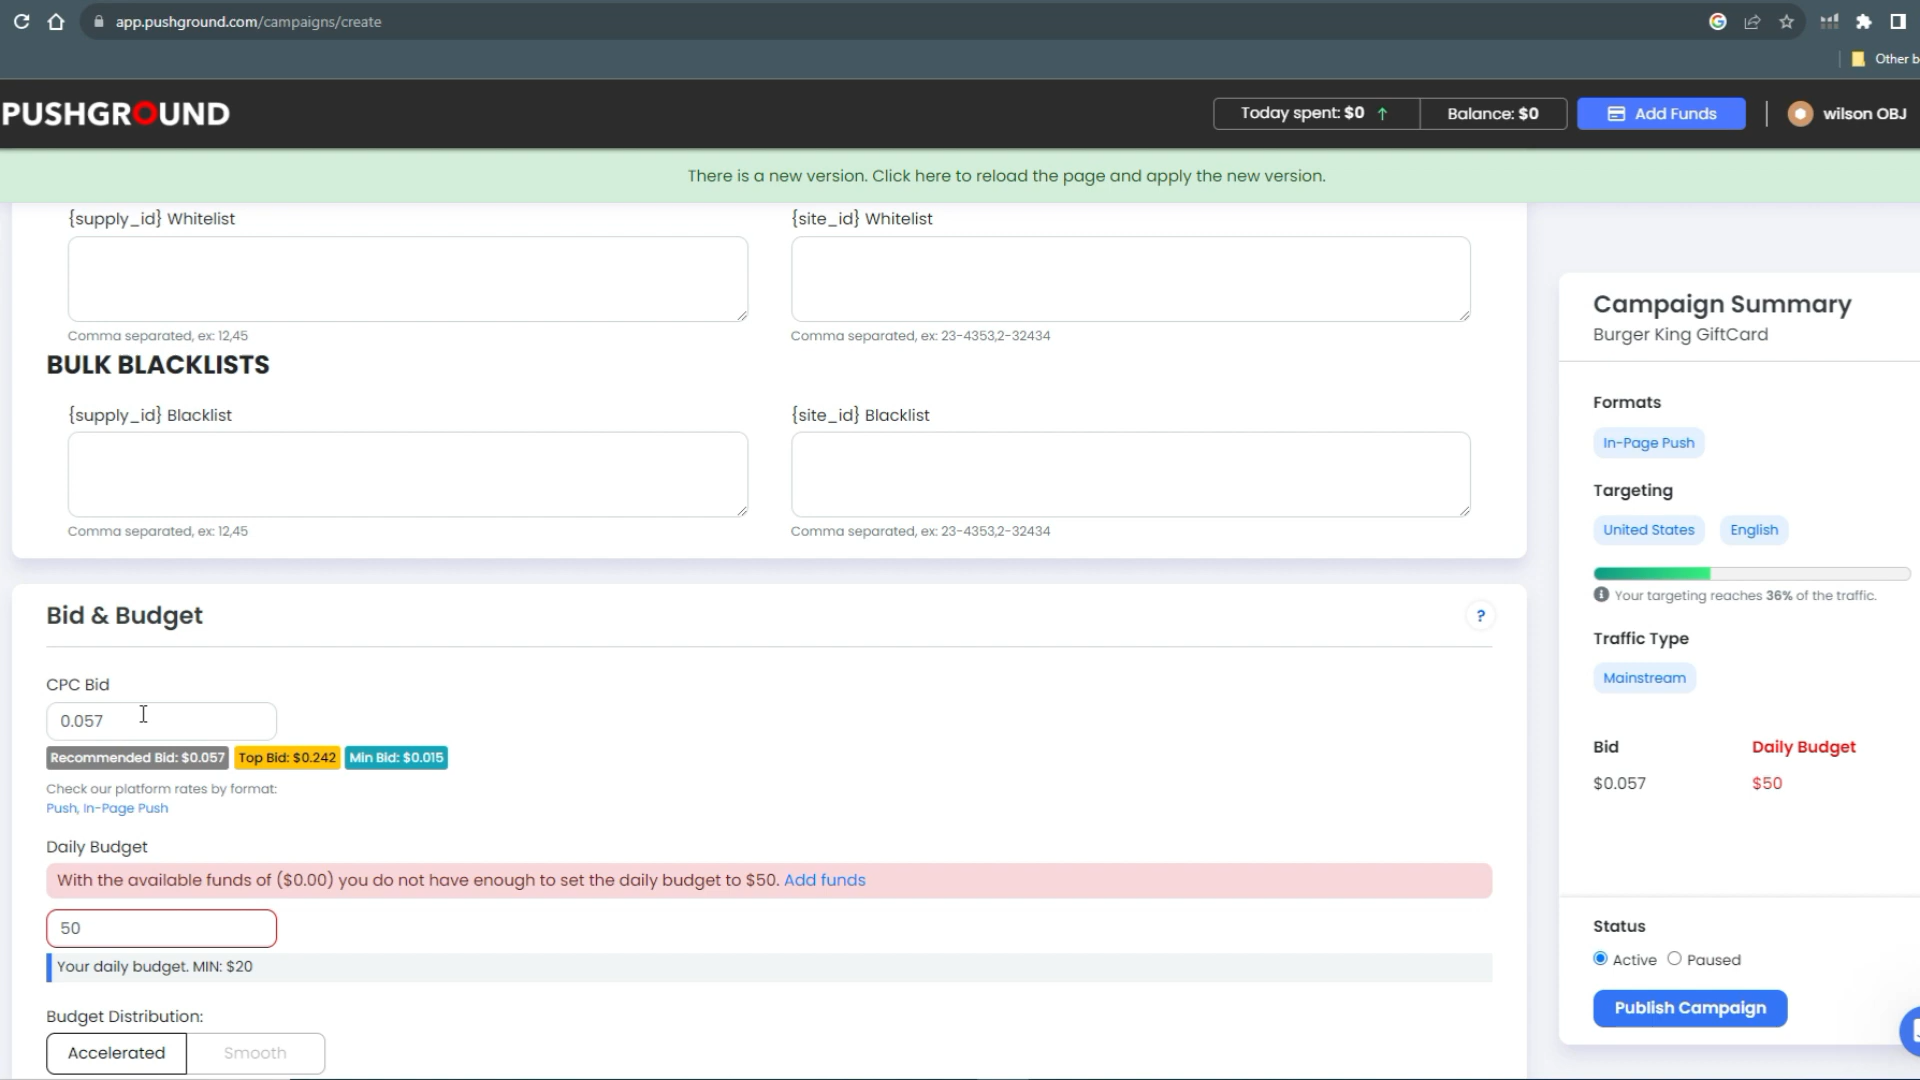 app.pushground.com/campaigns/create
Other b
PUSHGROUND
Today spent: $0 ↑
Balance: $0
Add Funds
wilson OBJ
There is a new version. Click here to reload the page and apply the new version.
{supply_id} Whitelist
{site_id} Whitelist
Comma separated, ex: 12,45
Comma separated, ex: 23-4353,2-32434
BULK BLACKLISTS
{supply_id} Blacklist
{site_id} Blacklist
Comma separated, ex: 12,45
Comma separated, ex: 23-4353,2-32434
Bid & Budget
?
CPC Bid
0.057
Recommended Bid: $0.057 Top Bid: $0.242 Min Bid: $0.015
Check our platform rates by format:
Push, In-Page Push
Daily Budget
With the available funds of ($0.00) you do not have enough to set the daily budget to $50. Add funds
50
Your daily budget. MIN: $20
Budget Distribution:
Accelerated Smooth
Campaign Summary
Burger King GiftCard
Formats
In-Page Push
Targeting
United States English
Your targeting reaches 36% of the traffic.
Traffic Type
Mainstream
Bid Daily Budget
$0.057 $50
Status
Active Paused
Publish Campaign